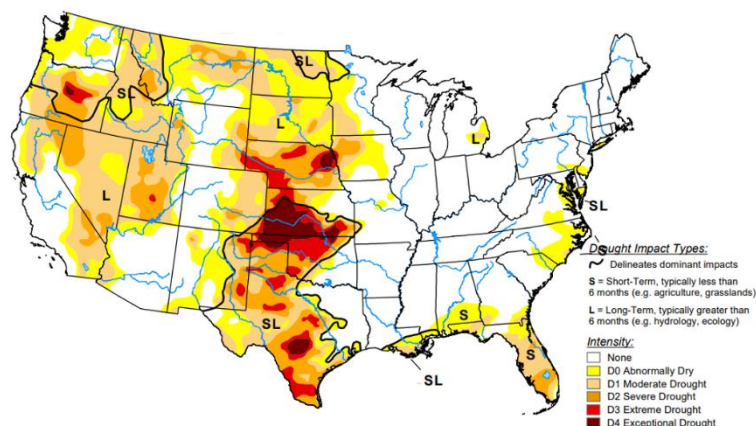 SL
S
L
L
L
SL
S
Drought Impact Types:
Delineates dominant impacts
S = Short-Term, typically less than
6 months (e.g. agriculture, grasslands)
L = Long-Term, typically greater than
6 months (e.g. hydrology, ecology)
SL
S
S
SL
Intensity:
None
D0 Abnormally Dry
D1 Moderate Drought
D2 Severe Drought
D3 Extreme Drought
D4 Exceptional Drought